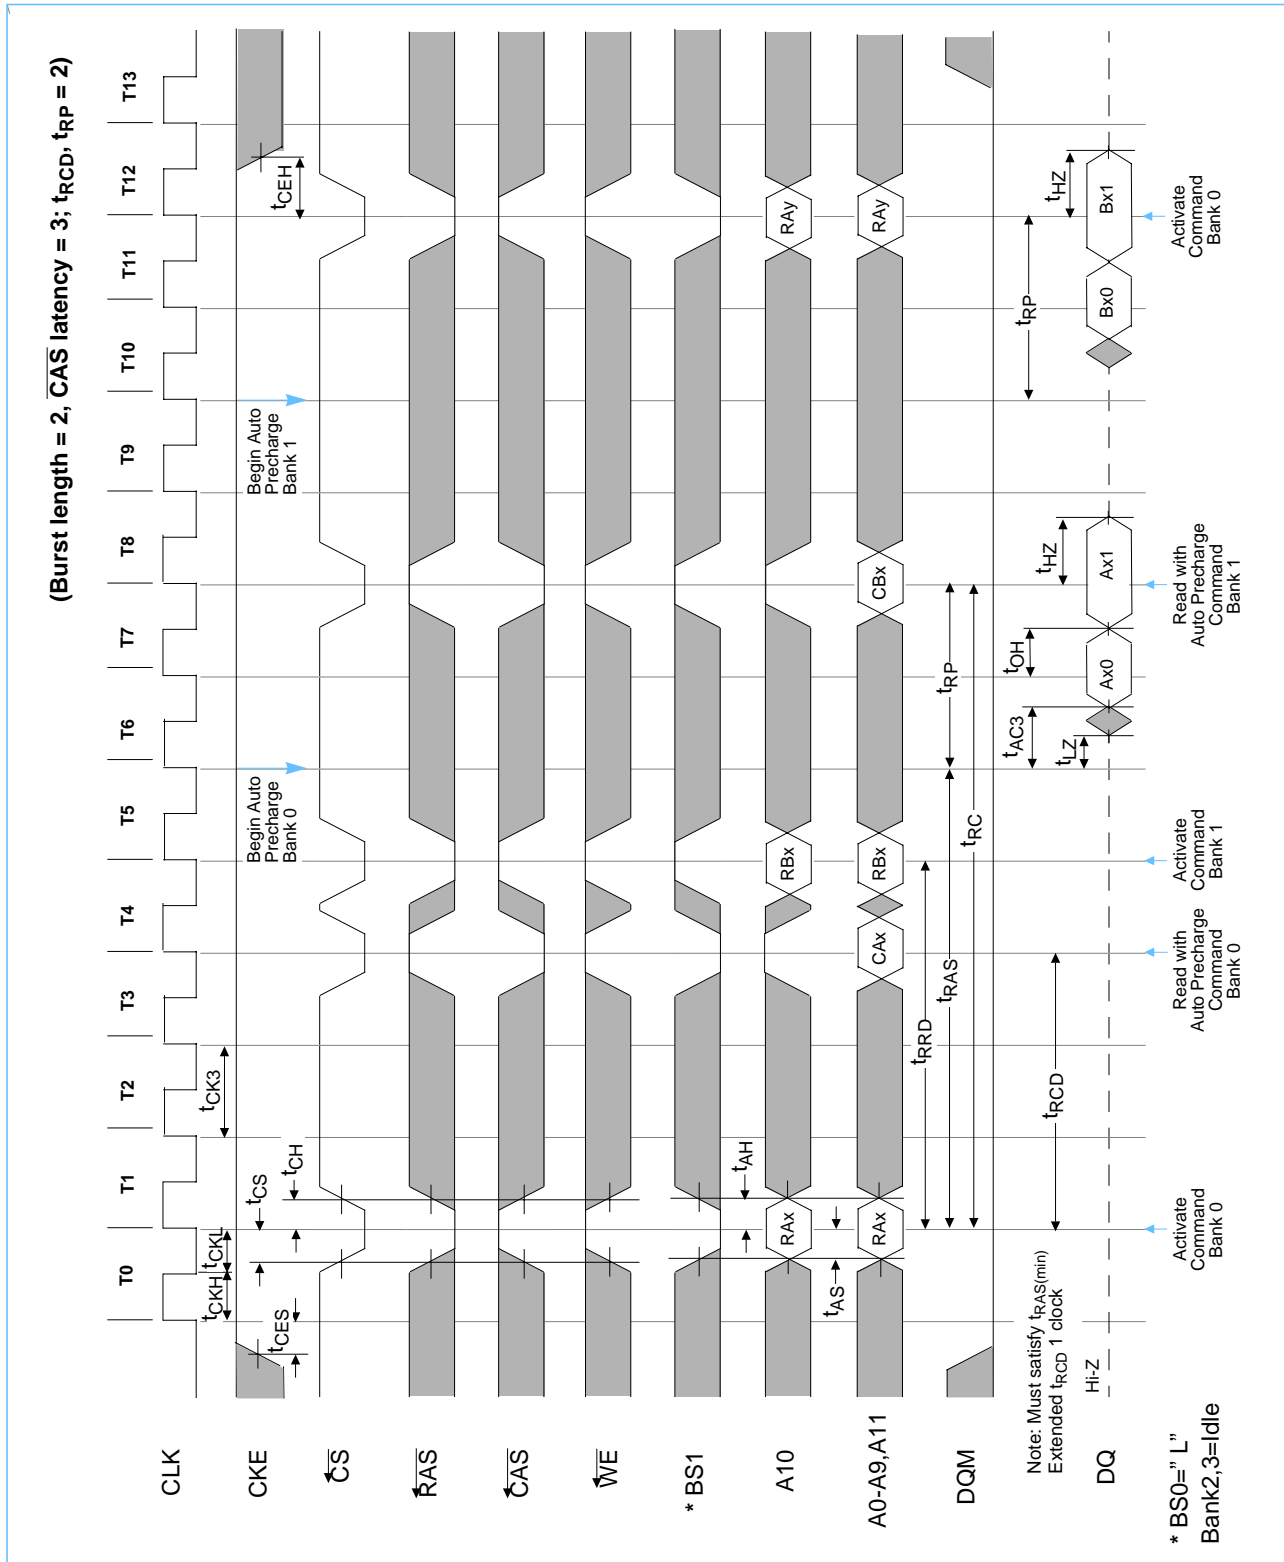 (Burst length = 2, CAS latency = 3; tRCD, tRP = 2)
T0 T1 T2 T3 T4 T5 T6 T7 T8 T9 T10 T11 T12 T13
CLK
tCKH tCKL tCK3
CKE
tCES tCS tCH
Begin Auto
Precharge
Bank 0
Begin Auto
Precharge
Bank 1
tCEH
CS
RAS
CAS
WE
* BS1
A10
RAx RBx RAy
tAH
tAS
A0-A9,A11
RAx CAx RBx CBx RAy
tRRD
DQM
tRAS tRP
tRC
Note: Must satisfy tRAS(min)
Extended tRCD 1 clock
tRCD
tAC3 tOH
tRP
tLZ
tHZ
tHZ
DQ
Hi-Z
Ax0 Ax1 Bx0 Bx1
Activate
Command
Bank 0
Read with
Auto Precharge
Command
Bank 0
Activate
Command
Bank 1
Read with
Auto Precharge
Command
Bank 1
Activate
Command
Bank 0
* BS0=" L"
Bank2,3=Idle